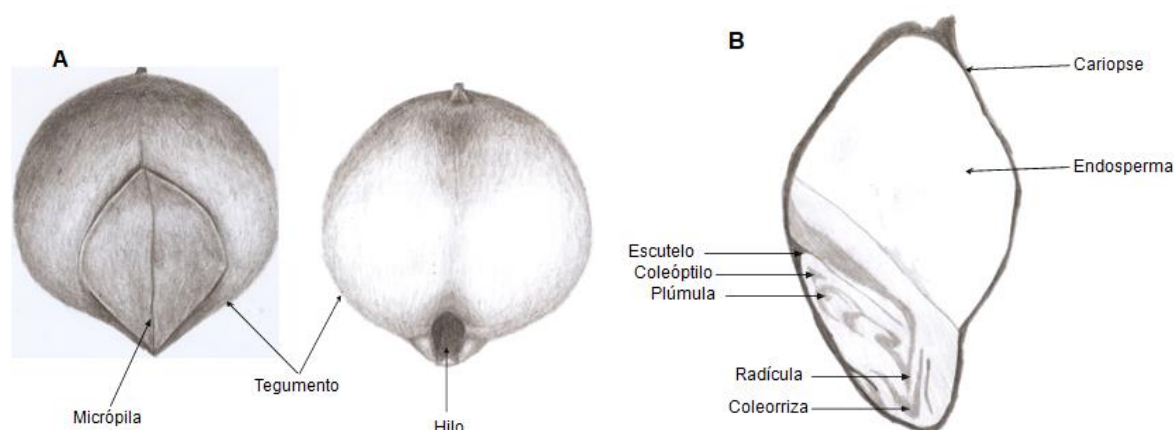 A
Tegumento
Micrópila
Hilo
B
Cariopse
Endosperma
Escutelo
Coleóptilo
Plúmula
Radícula
Coleorriza